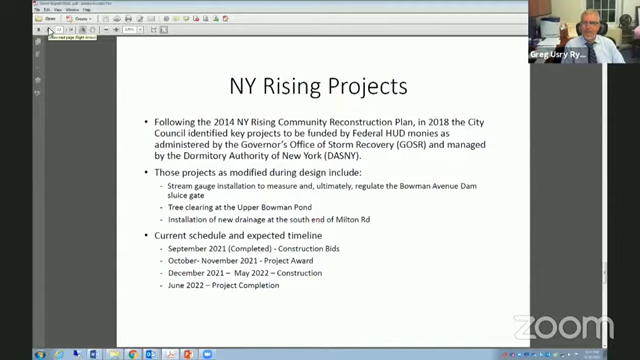 Open
Create
Greg Usry Ry...
NY Rising Projects
• Following the 2014 NY Rising Community Reconstruction Plan, in 2018 the City
Council identified key projects to be funded by Federal HUD monies as
administered by the Governor's Office of Storm Recovery (GOSR) and managed
by the Dormitory Authority of New York (DASNY).
• Those projects as modified during design include:
- Stream gauge installation to measure and, ultimately, regulate the Bowman Avenue Dam
sluice gate
- Tree clearing at the Upper Bowman Pond
- Installation of new drainage at the south end of Milton Rd
• Current schedule and expected timeline
- September 2021 (Completed) - Construction Bids
- October- November 2021 - Project Award
- December 2021 – May 2022 – Construction
- June 2022 – Project Completion
zoom